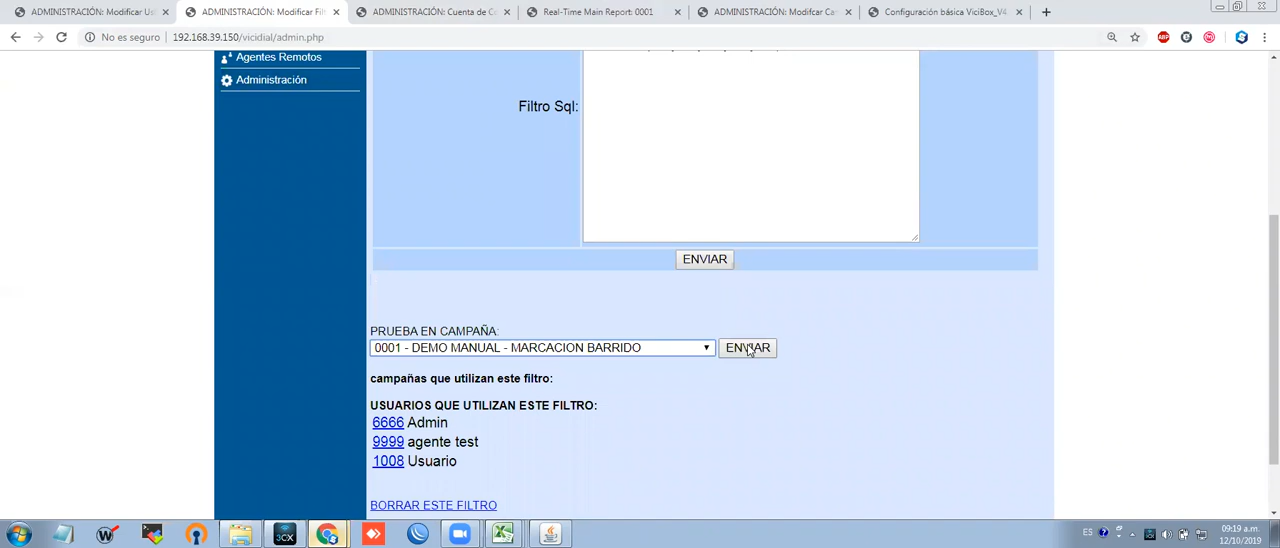 ADMINISTRACIÓN: Modifcar Us
ADMINISTRACIÓN: Modificar Fil
ADMINISTRACIÓN: Cuenta de C
Real-Time Main Report: 0001
ADMINISTRACIÓN: Modifcar Ca
Configuración básica ViciBox_V4
No es seguro
192.168.39.150/vicidial/admin.php
Agentes Remotos
Administración
Filtro Sql:
ENVIAR
PRUEBA EN CAMPAÑA:
0001 - DEMO MANUAL - MARCACION BARRIDO
ENVIAR
campañas que utilizan este filtro:
USUARIOS QUE UTILIZAN ESTE FILTRO:
6666 Admin
9999 agente test
1008 Usuario
BORRAR ESTE FILTRO
3CX
ES
09:19 a.m.
12/10/2019